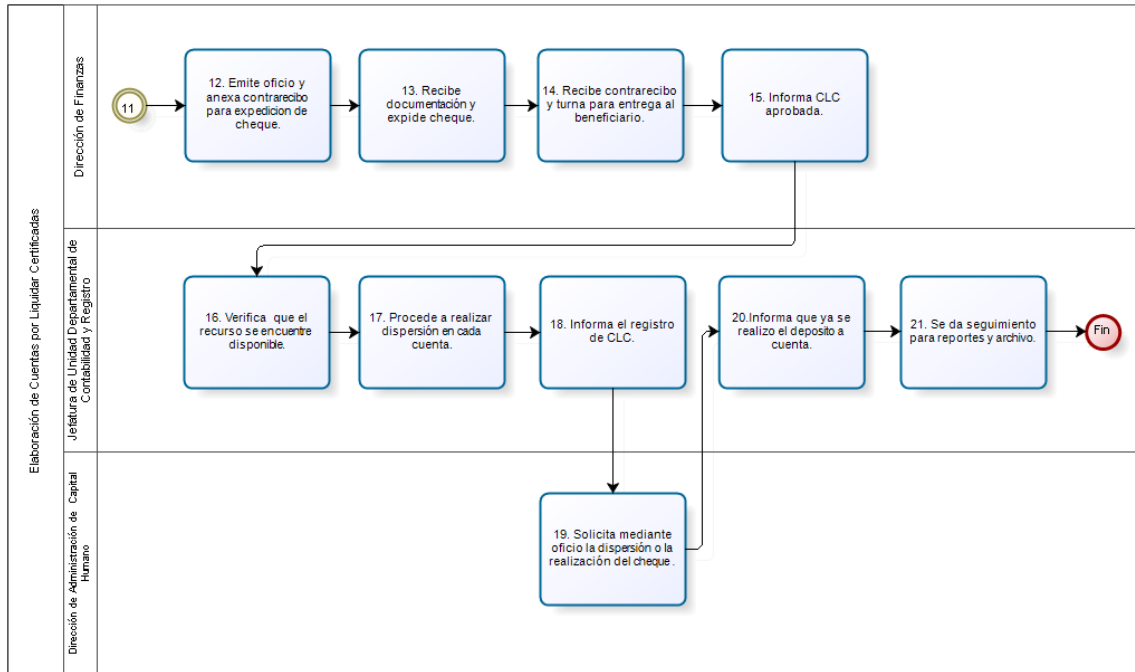 Elaboración de Cuentas por Liquidar Certificadas
Dirección de Finanzas
11
12. Emite oficio y
anexa contrarecibo
para expedicion de
cheque.
13. Recibe
documentación y
expide cheque.
14. Recibe contrarecibo
y turna para entrega al
beneficiario.
15. Informa CLC
aprobada.
Jefatura de Unidad Departamental de
Contabilidad y Registro
16. Verifica que el
recurso se encuentre
disponible.
17. Procede a realizar
dispersión en cada
cuenta.
18. Informa el registro
de CLC.
20.Informa que ya se
realizo el deposito a
cuenta.
21. Se da seguimiento
para reportes y archivo.
Fin
Dirección de Administración de Capital
Humano
19. Solicita mediante
oficio la dispersión o la
realización del cheque.